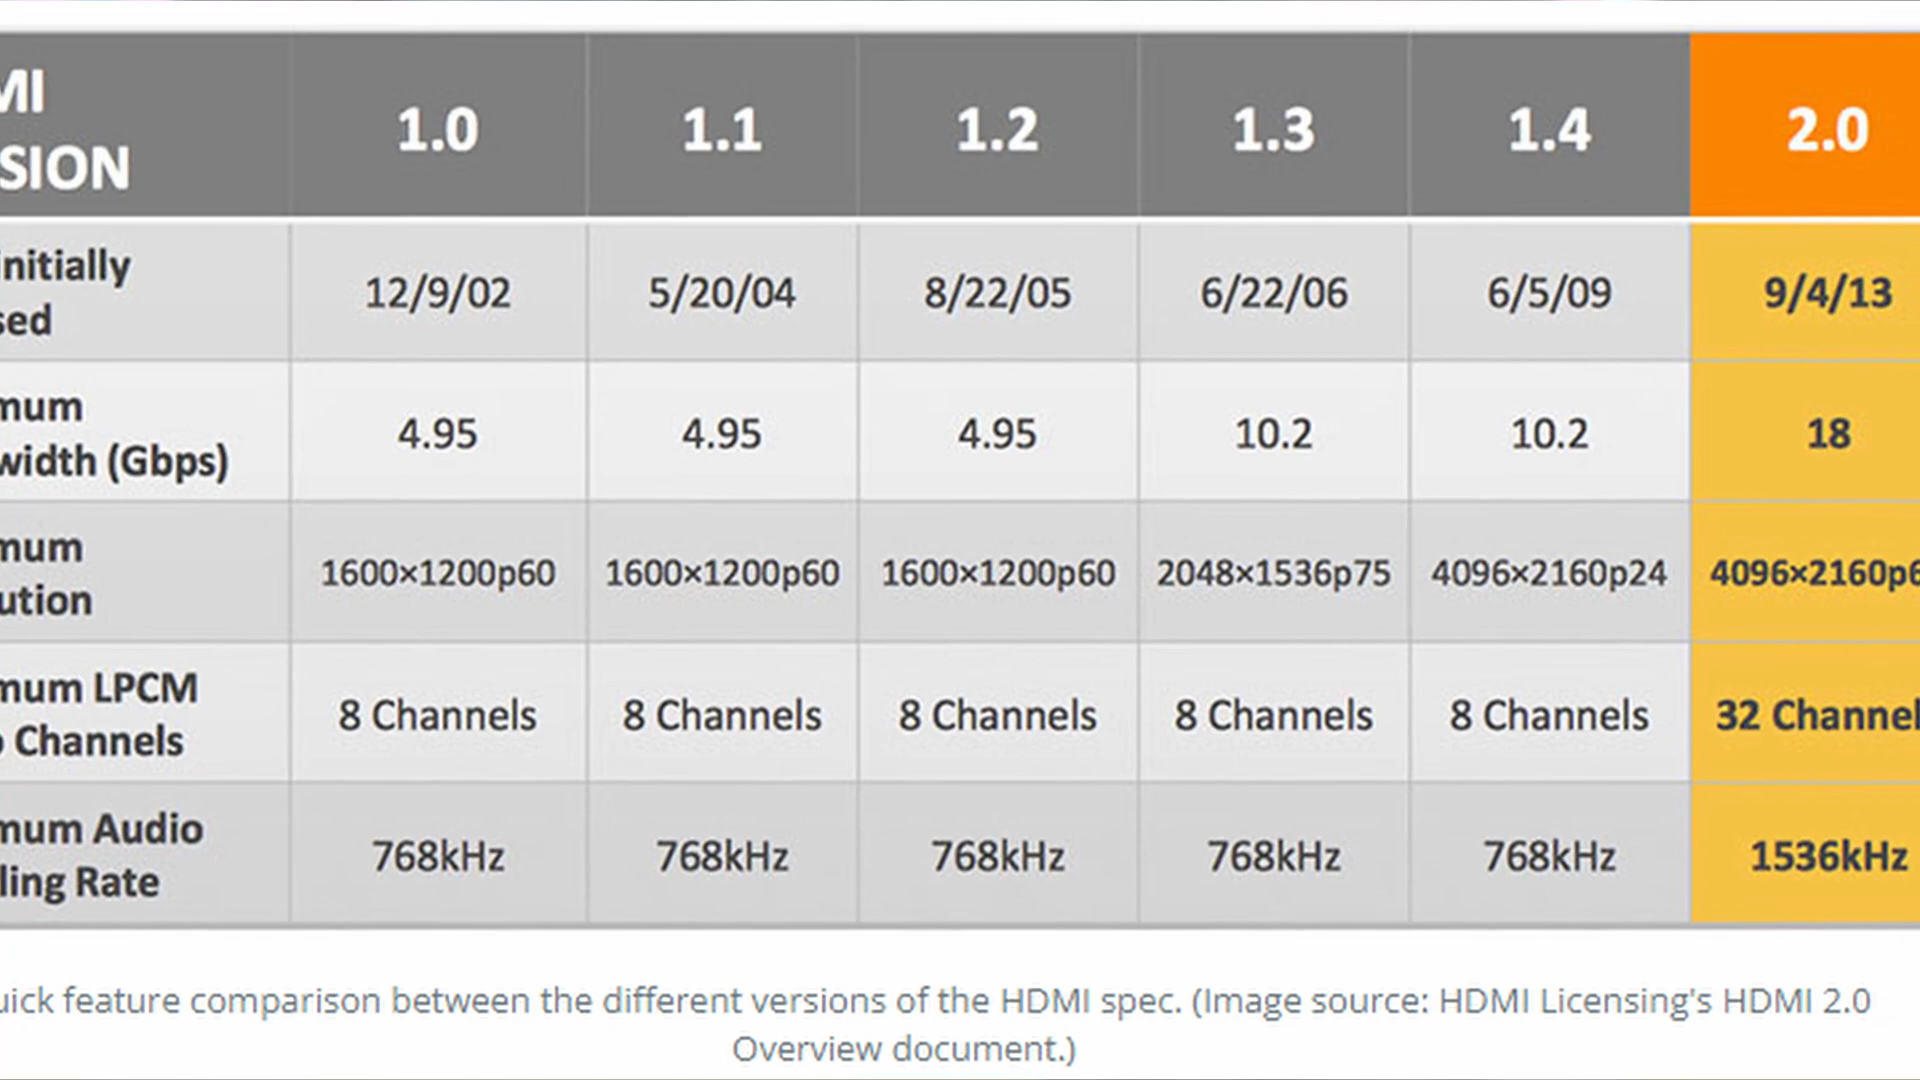 MI
SION
1.0 1.1 1.2 1.3 1.4 2.0
initially
sed
12/9/02 5/20/04 8/22/05 6/22/06 6/5/09 9/4/13
mum
width (Gbps)
4.95 4.95 4.95 10.2 10.2 18
mum
ution
1600×1200p60 1600×1200p60 1600×1200p60 2048×1536p75 4096×2160p24 4096×2160p6
mum LPCM
o Channels
8 Channels 8 Channels 8 Channels 8 Channels 8 Channels 32 Channel
mum Audio
ling Rate
768kHz 768kHz 768kHz 768kHz 768kHz 1536kHz
uick feature comparison between the different versions of the HDMI spec. (Image source: HDMI Licensing's HDMI 2.0
Overview document.)